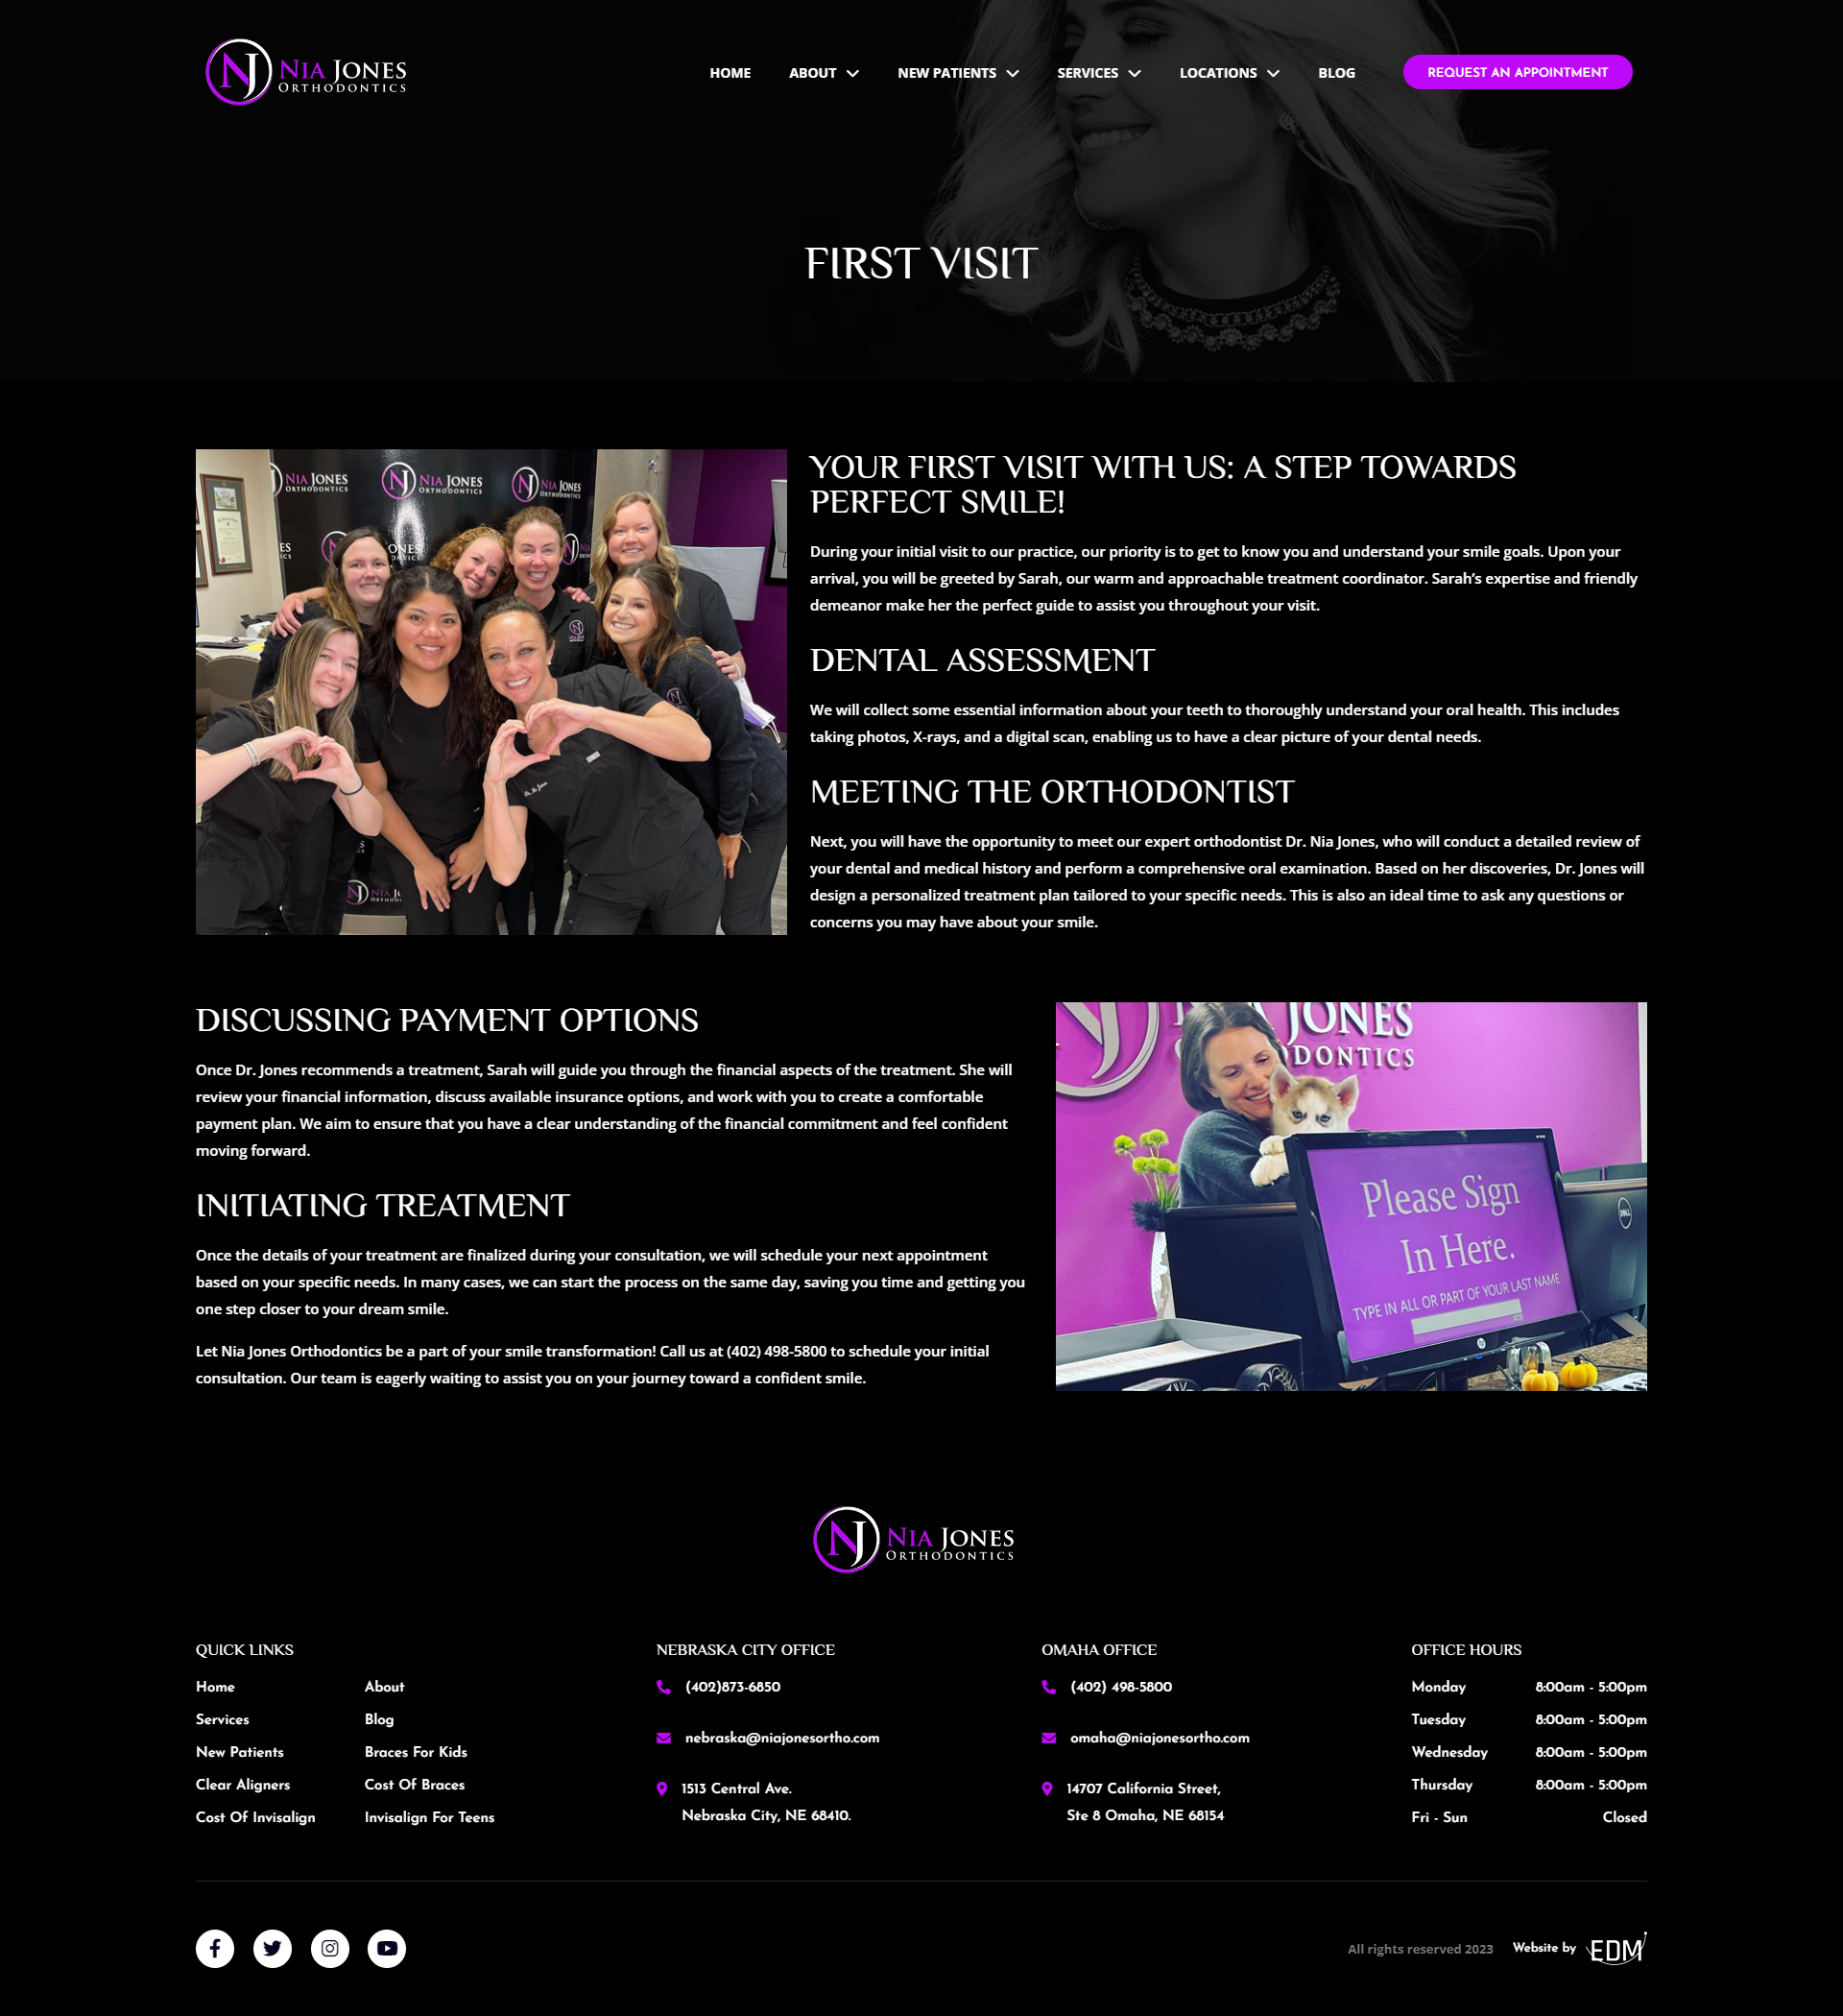 NIA JONES
ORTHODONTICS
HOME
ABOUT
NEW PATIENTS
SERVICES
LOCATIONS
BLOG
REQUEST AN APPOINTMENT
FIRST VISIT
NIA JONES
ORTHODONTICS
NIA JONES
ORTHODONTICS
NIA JONES
ORTHODONTICS
YOUR FIRST VISIT WITH US: A STEP TOWARDS
PERFECT SMILE!
During your initial visit to our practice, our priority is to get to know you and understand your smile goals. Upon your
arrival, you will be greeted by Sarah, our warm and approachable treatment coordinator. Sarah’s expertise and friendly
demeanor make her the perfect guide to assist you throughout your visit.
DENTAL ASSESSMENT
We will collect some essential information about your teeth to thoroughly understand your oral health. This includes
taking photos, X-rays, and a digital scan, enabling us to have a clear picture of your dental needs.
MEETING THE ORTHODONTIST
Next, you will have the opportunity to meet our expert orthodontist Dr. Nia Jones, who will conduct a detailed review of
your dental and medical history and perform a comprehensive oral examination. Based on her discoveries, Dr. Jones will
design a personalized treatment plan tailored to your specific needs. This is also an ideal time to ask any questions or
concerns you may have about your smile.
DISCUSSING PAYMENT OPTIONS
Once Dr. Jones recommends a treatment, Sarah will guide you through the financial aspects of the treatment. She will
review your financial information, discuss available insurance options, and work with you to create a comfortable
payment plan. We aim to ensure that you have a clear understanding of the financial commitment and feel confident
moving forward.
INITIATING TREATMENT
Once the details of your treatment are finalized during your consultation, we will schedule your next appointment
based on your specific needs. In many cases, we can start the process on the same day, saving you time and getting you
one step closer to your dream smile.
Let Nia Jones Orthodontics be a part of your smile transformation! Call us at (402) 498-5800 to schedule your initial
consultation. Our team is eagerly waiting to assist you on your journey toward a confident smile.
JONES
DONTICS
Please Sign
In Here.
TYPE IN ALL OR PART OF YOUR LAST NAME
DELL
NIA JONES
ORTHODONTICS
QUICK LINKS
Home
About
Services
Blog
New Patients
Braces For Kids
Clear Aligners
Cost Of Braces
Cost Of Invisalign
Invisalign For Teens
NEBRASKA CITY OFFICE
(402)873-6850
nebraska@niajonesortho.com
1513 Central Ave.
Nebraska City, NE 68410.
OMAHA OFFICE
(402) 498-5800
omaha@niajonesortho.com
14707 California Street,
Ste 8 Omaha, NE 68154
OFFICE HOURS
Monday 8:00am - 5:00pm
Tuesday 8:00am - 5:00pm
Wednesday 8:00am - 5:00pm
Thursday 8:00am - 5:00pm
Fri - Sun Closed
All rights reserved 2023
Website by EDM